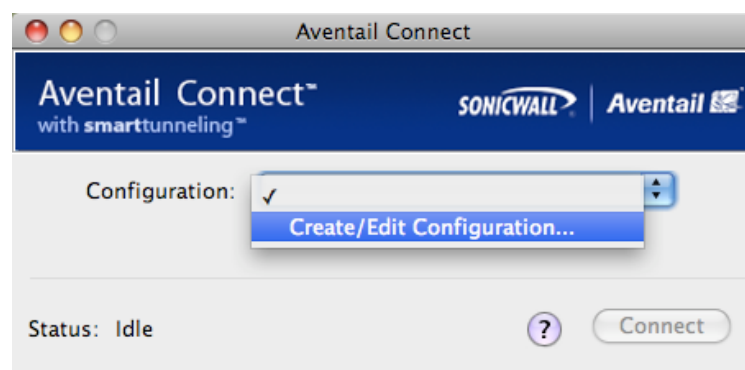 Aventail Connect
Aventail Connect™
with smarttunneling™
SONICWALL | Aventail
Configuration:
✓
Create/Edit Configuration...
Status: Idle
?
Connect